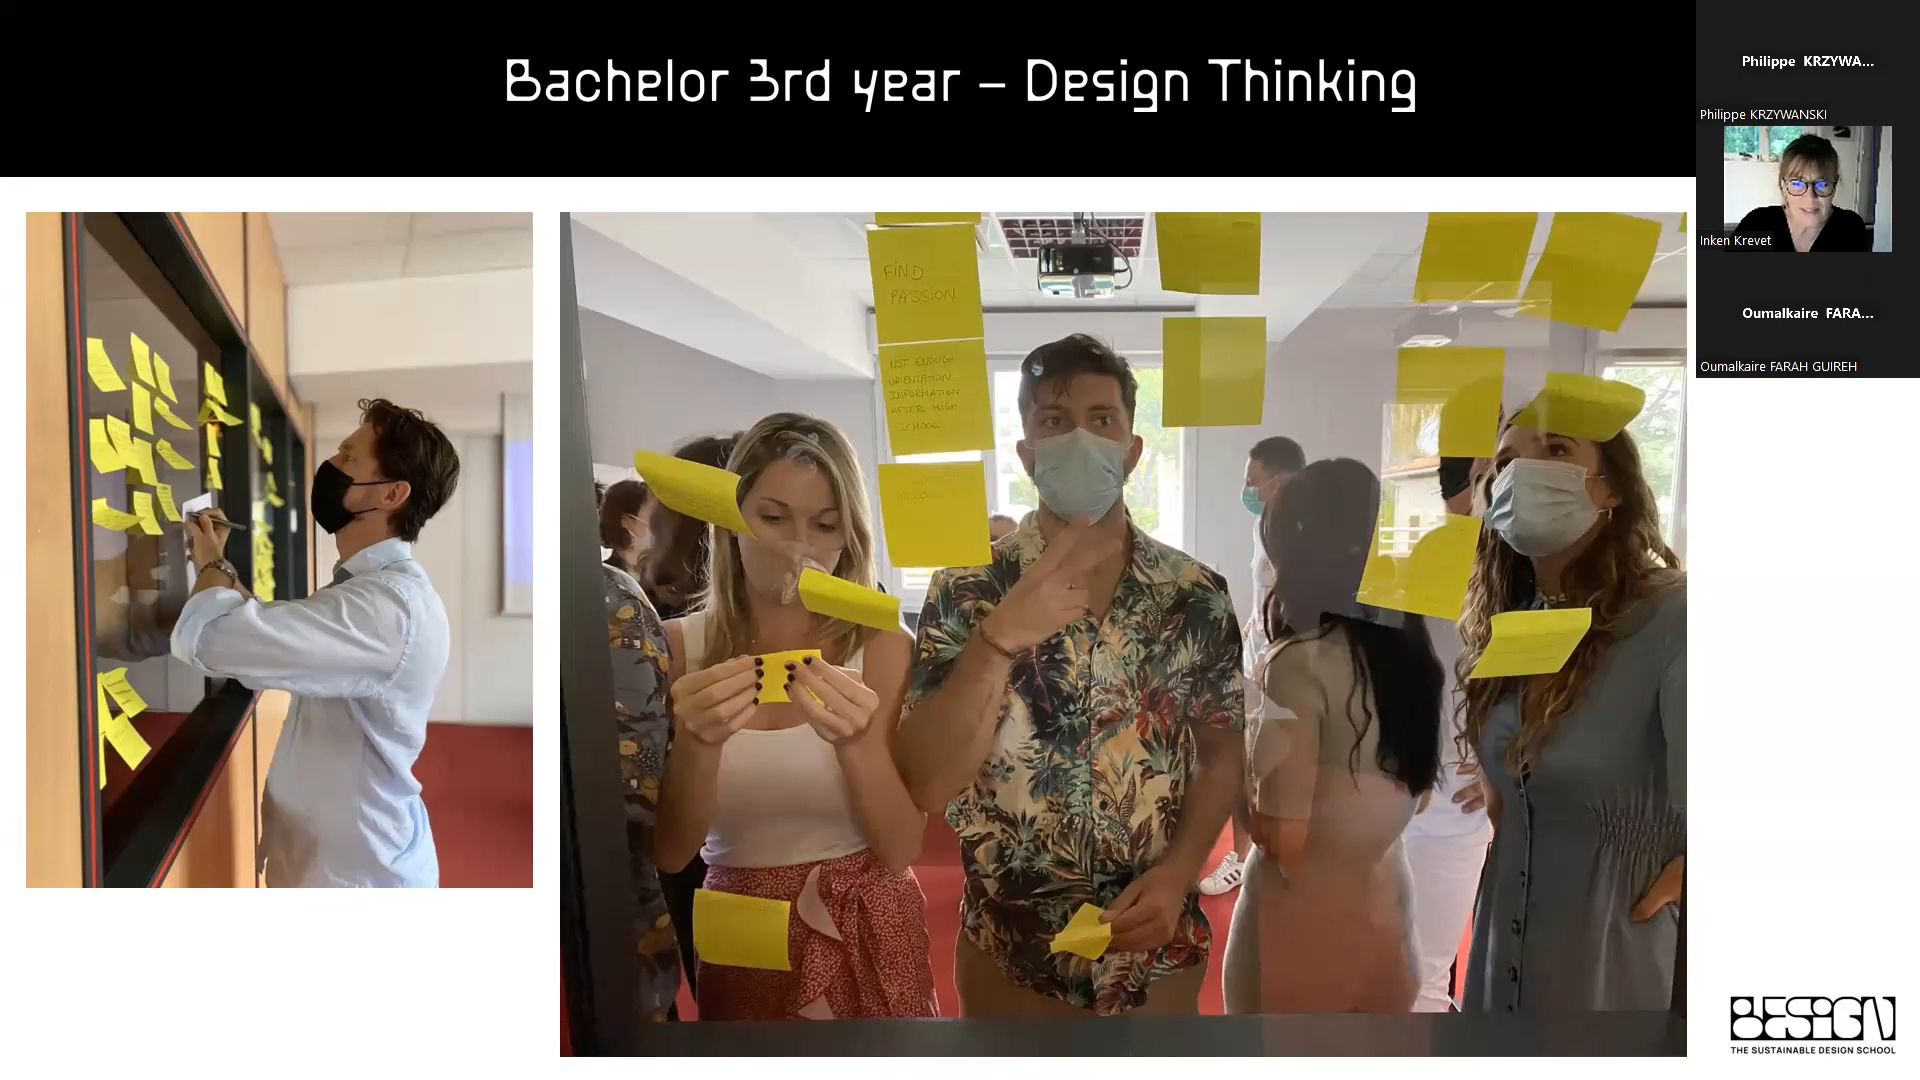 Bachelor 3rd year – Design Thinking
Philippe KRZYWA...
Philippe KRZYWANSKI
Inken Krevet
Oumalkaire FARA...
Oumalkaire FARAH GUIREH
FIND
PASSION
NOT ENOUGH
ORIENTATION
INFORMATION
AFTER HIGH
SCHOOL
BESIGN
THE SUSTAINABLE DESIGN SCHOOL